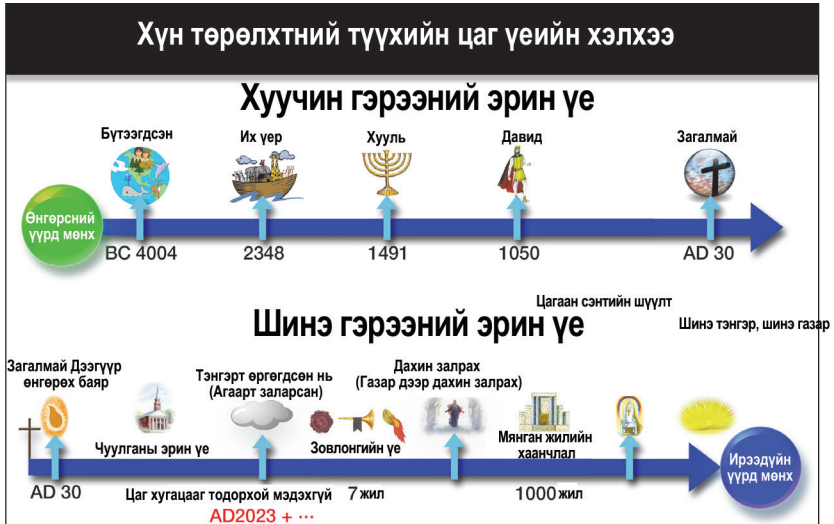 Хүн төрөлхтний түүхийн цаг үеийн хэлхээ
Хуучин гэрээний эрин үе
Бүтээгдсэн
Их үер
Хууль
Давид
Загалмай
Өнгөрсний
үүрд мөнх
BC 4004
2348
1491
1050
AD 30
Цагаан сэнтийн шүүлт
Шинэ гэрээний эрин үе
Шинэ тэнгэр, шинэ газар
Загалмай Дээгүүр
өнгөрөх баяр
Тэнгэрт өргөгдсөн нь
(Агаарт заларсан)
Дахин залрах
(Газар дээр дахин залрах)
Чуулганы эрин үе
Зовлонгийн үе
Мянган жилийн
хаанчлал
Ирээдүйн
үүрд мөнх
AD 30
Цаг хугацааг тодорхой мэдэхгүй
7 жил
1000 жил
AD2023 + ···